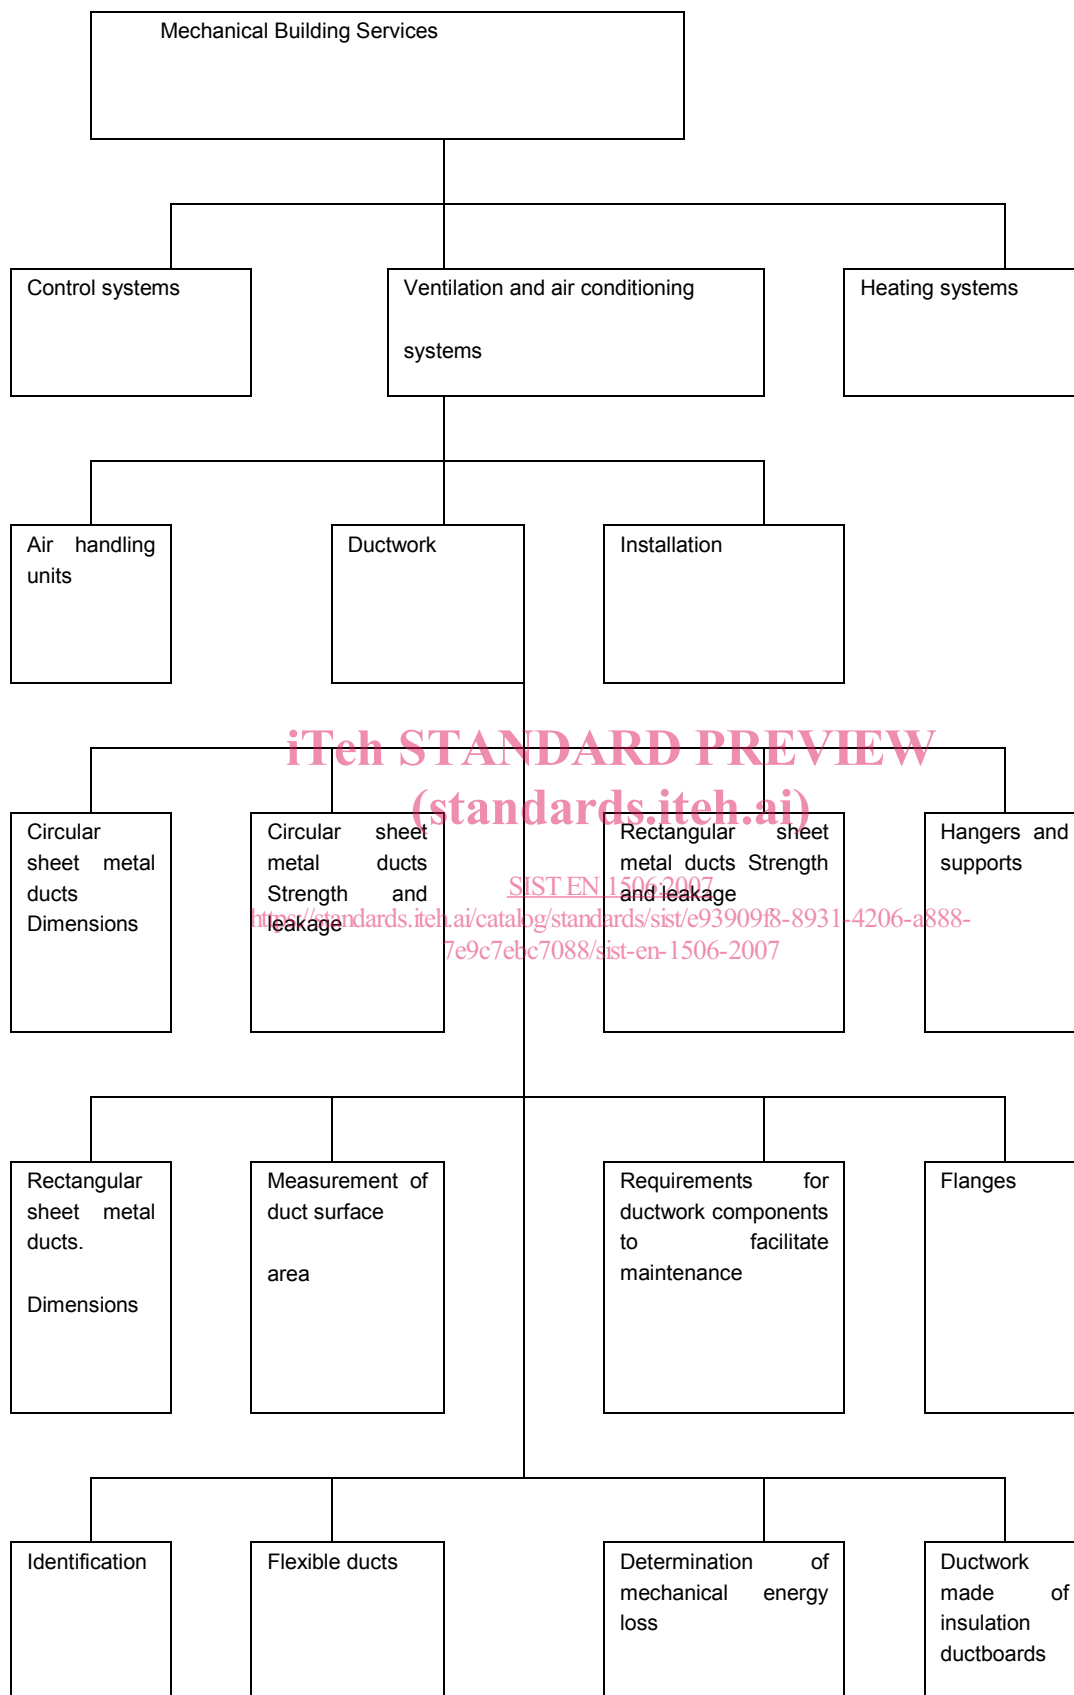 Mechanical Building Services
Control systems
Ventilation and air conditioning
systems
Heating systems
Air handling
units
Ductwork
Installation
iTeh STANDARD PREVIEW
(standards.iteh.ai)
Circular
sheet metal
ducts
Dimensions
Circular sheet
metal ducts
Strength and
leakage
Rectangular sheet
metal ducts Strength
and leakage
Hangers and
supports
SIST EN 1506:2007
https://standards.iteh.ai/catalog/standards/sist/e93909f8-8931-4206-a888-
7e9c7ebc7088/sist-en-1506-2007
Rectangular
sheet metal
ducts.
Dimensions
Measurement of
duct surface
area
Requirements for
ductwork components
to facilitate
maintenance
Flanges
Identification
Flexible ducts
Determination of
mechanical energy
loss
Ductwork
made of
insulation
ductboards